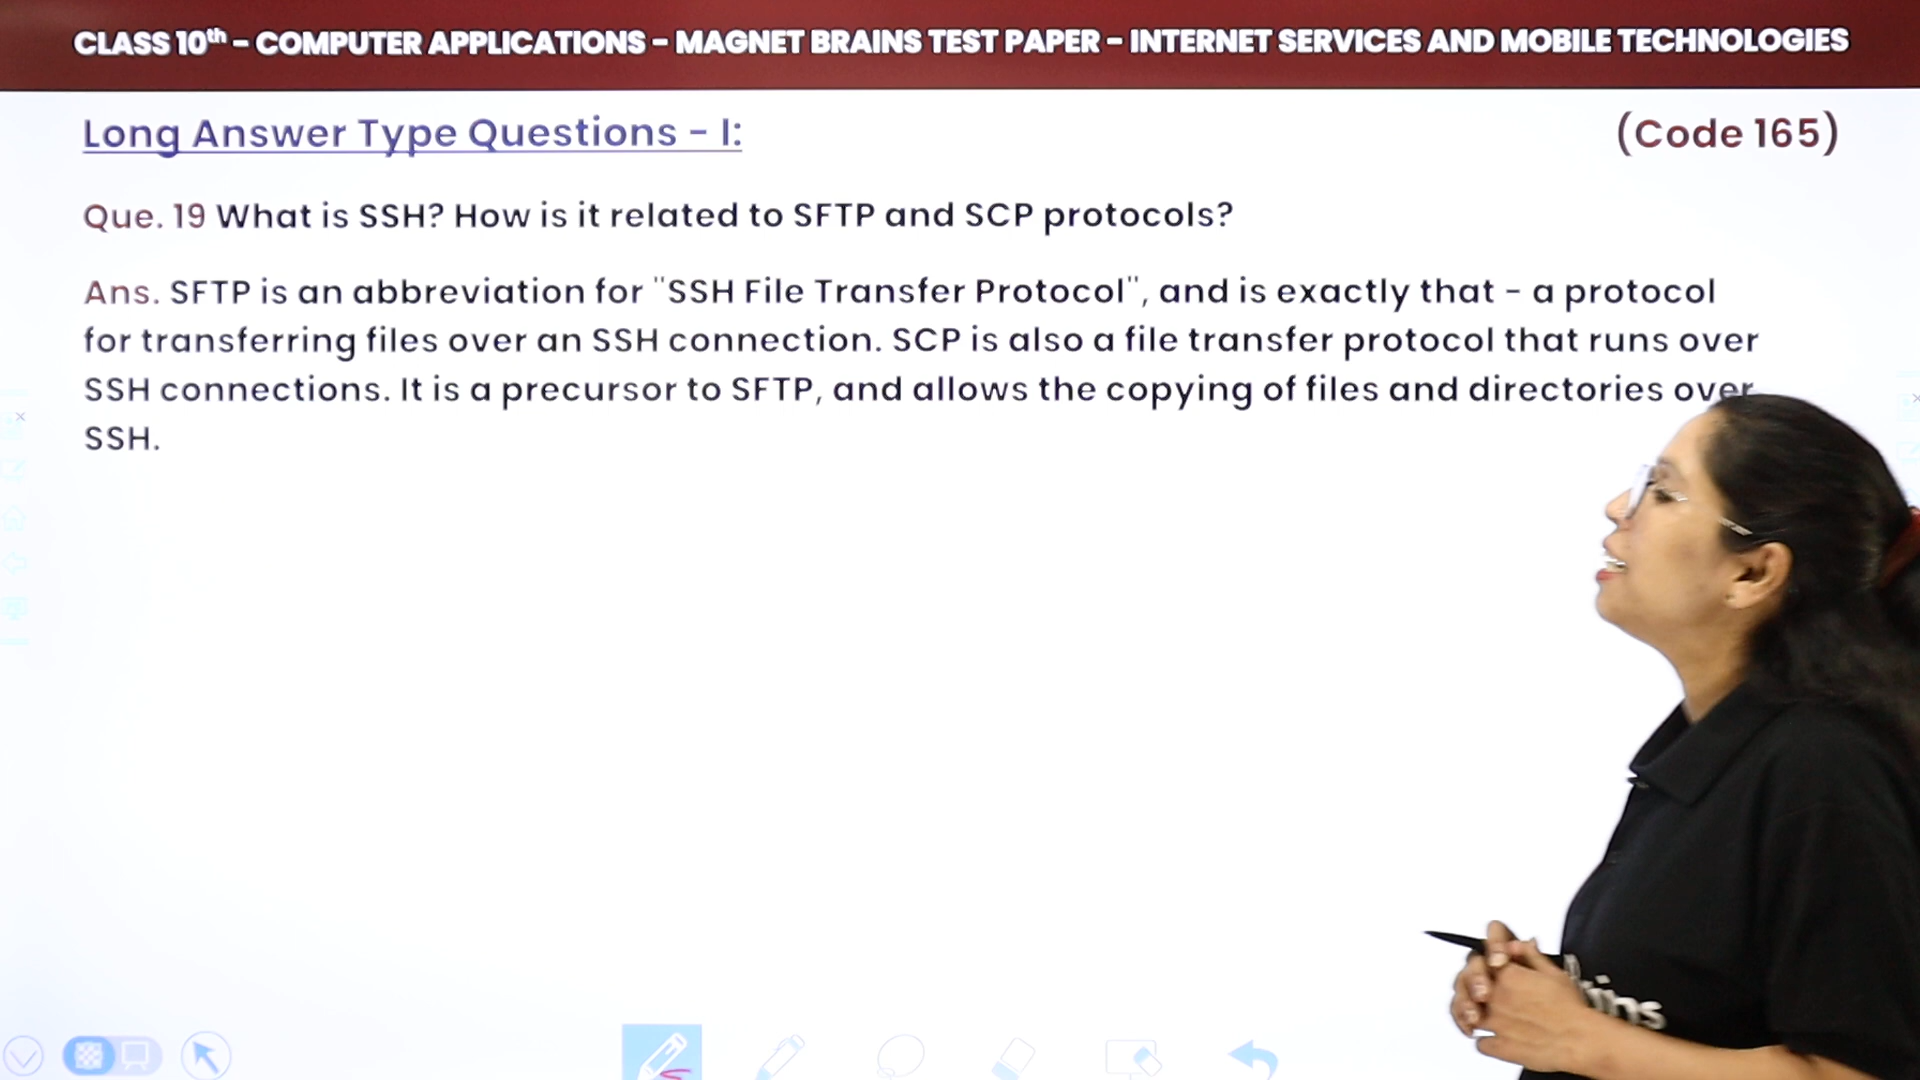 CLASS 10th - COMPUTER APPLICATIONS - MAGNET BRAINS TEST PAPER - INTERNET SERVICES AND MOBILE TECHNOLOGIES
Long Answer Type Questions - I:
(Code 165)
Que. 19 What is SSH? How is it related to SFTP and SCP protocols?
Ans. SFTP is an abbreviation for "SSH File Transfer Protocol", and is exactly that - a protocol
for transferring files over an SSH connection. SCP is also a file transfer protocol that runs over
SSH connections. It is a precursor to SFTP, and allows the copying of files and directories over
SSH.